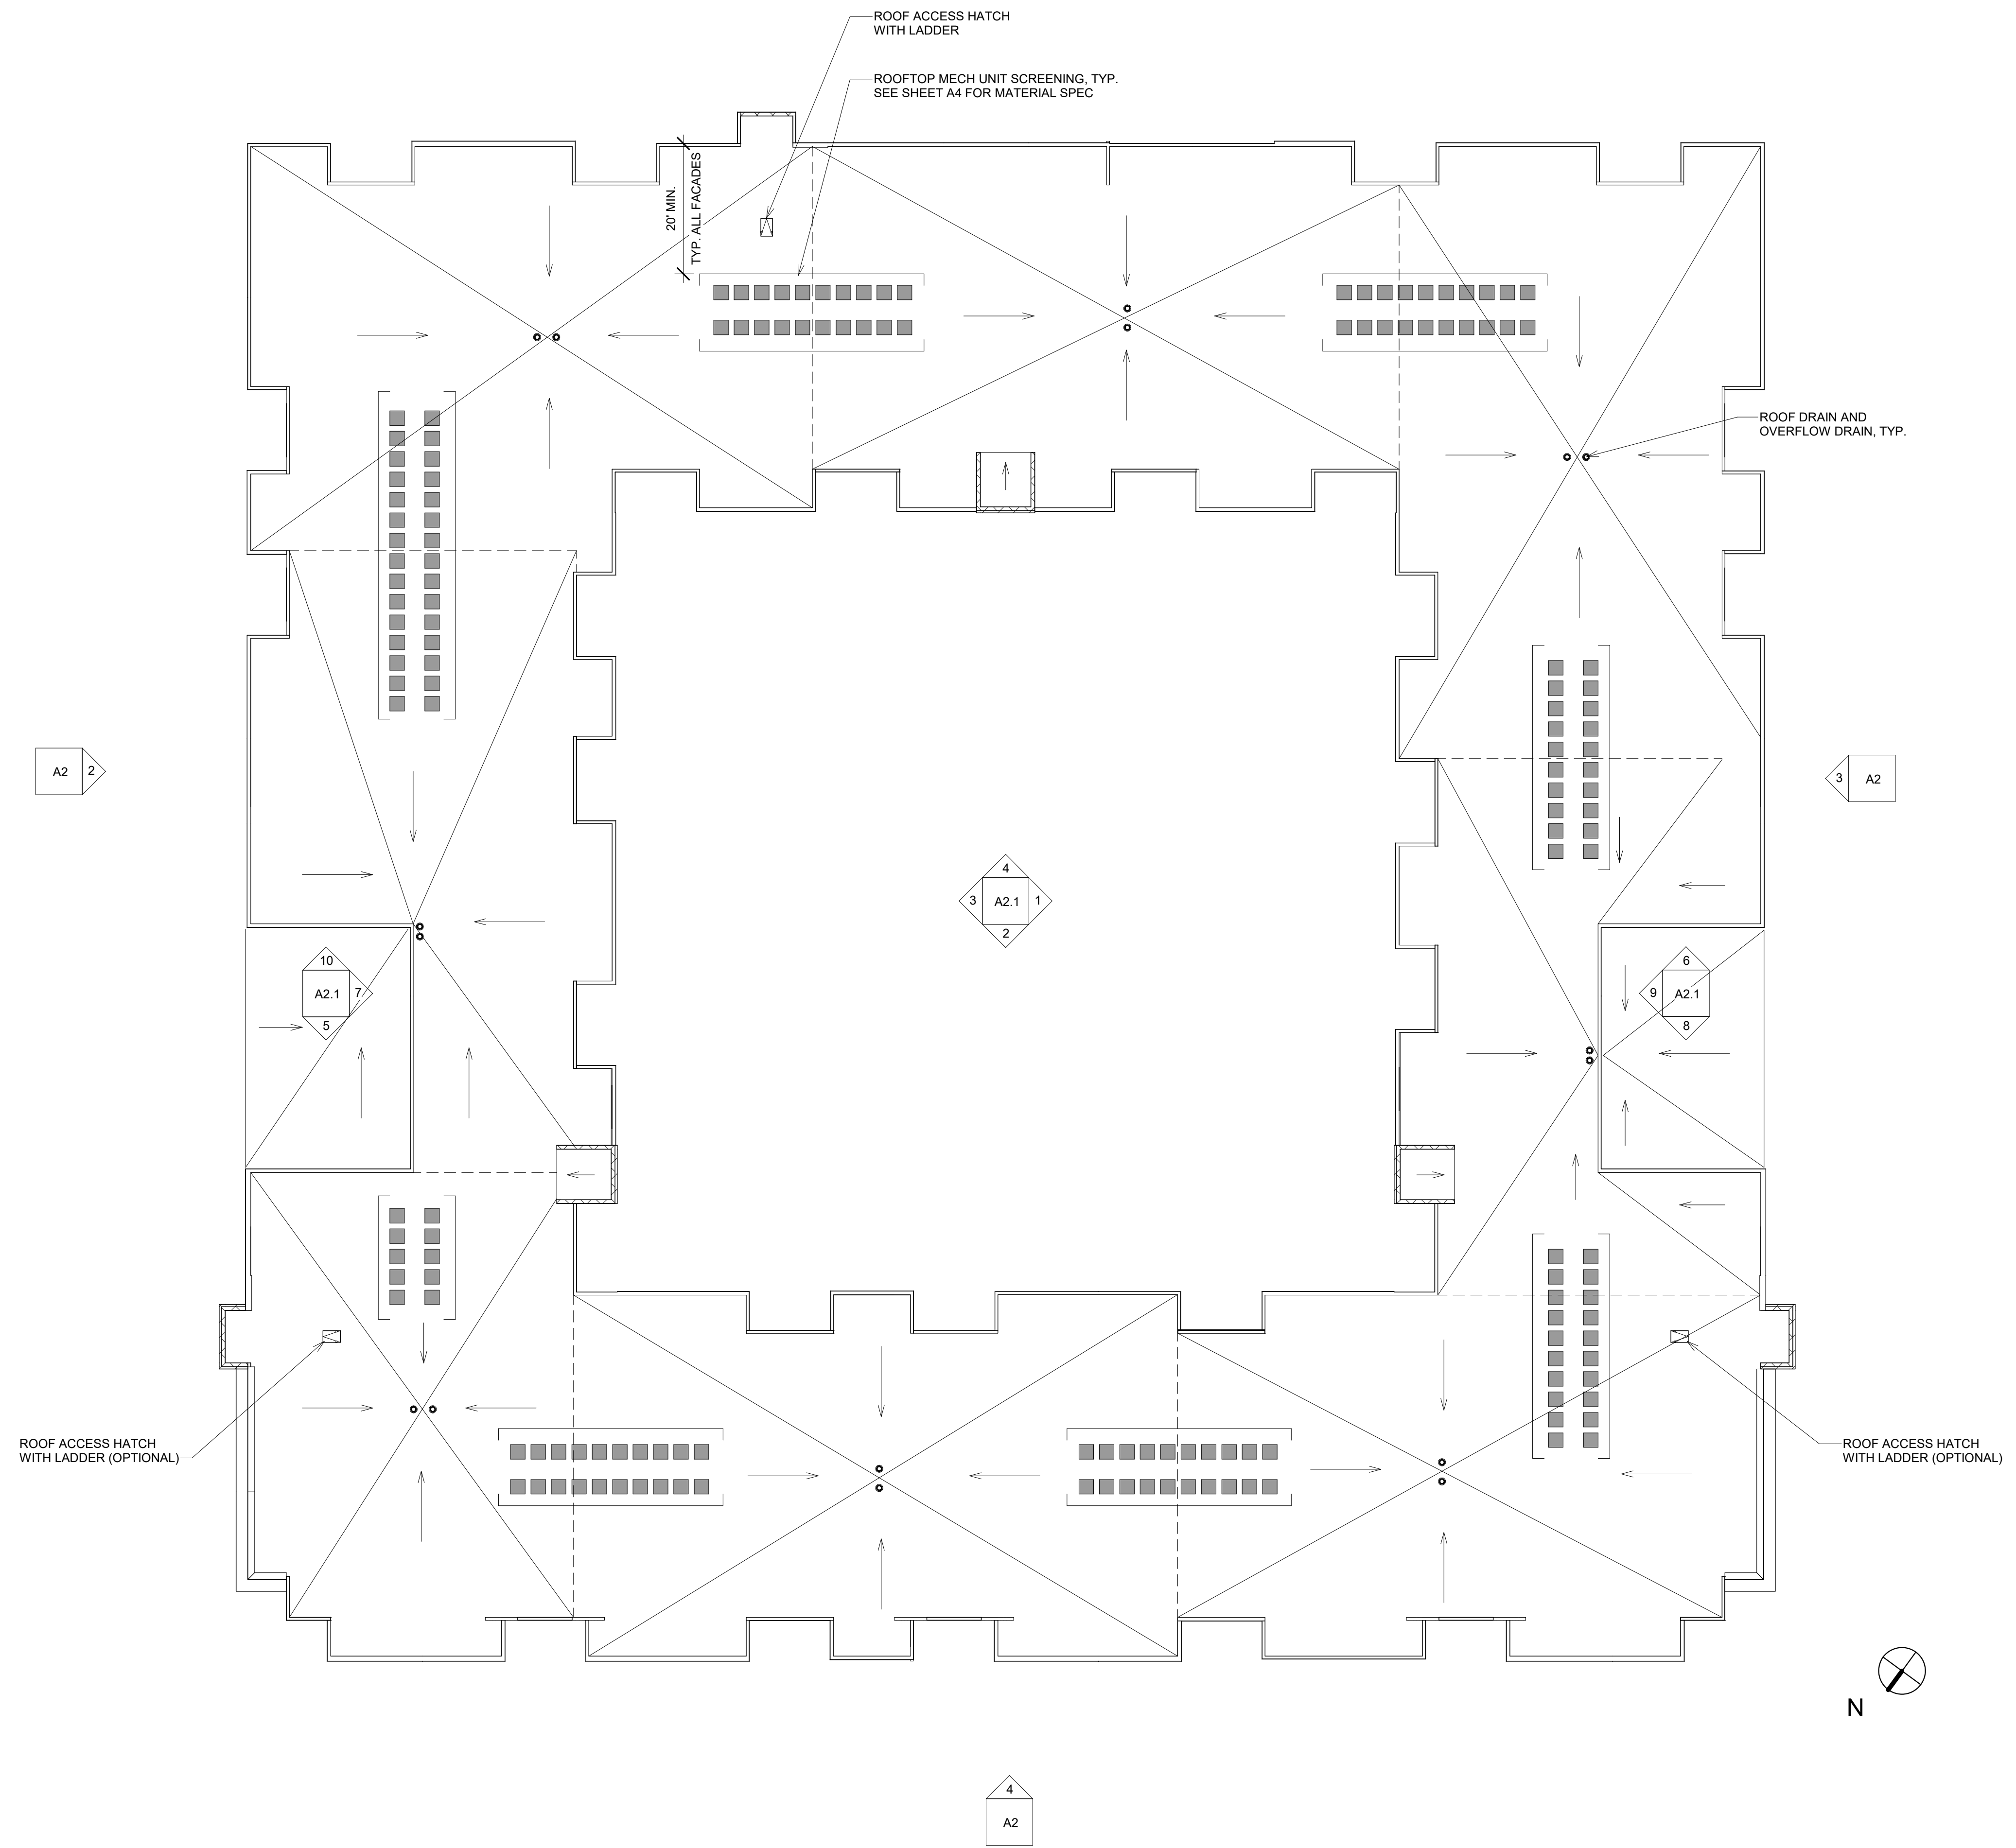 ROOF ACCESS HATCH
WITH LADDER
ROOFTOP MECH UNIT SCREENING, TYP.
SEE SHEET A4 FOR MATERIAL SPEC
20' MIN.
TYP. ALL FACADES
ROOF DRAIN AND
OVERFLOW DRAIN, TYP.
A2 2
3 A2
4
3 A2.1 1
2
10
A2.1 7
5
6
9 A2.1
8
ROOF ACCESS HATCH
WITH LADDER (OPTIONAL)
ROOF ACCESS HATCH
WITH LADDER (OPTIONAL)
N
4
A2